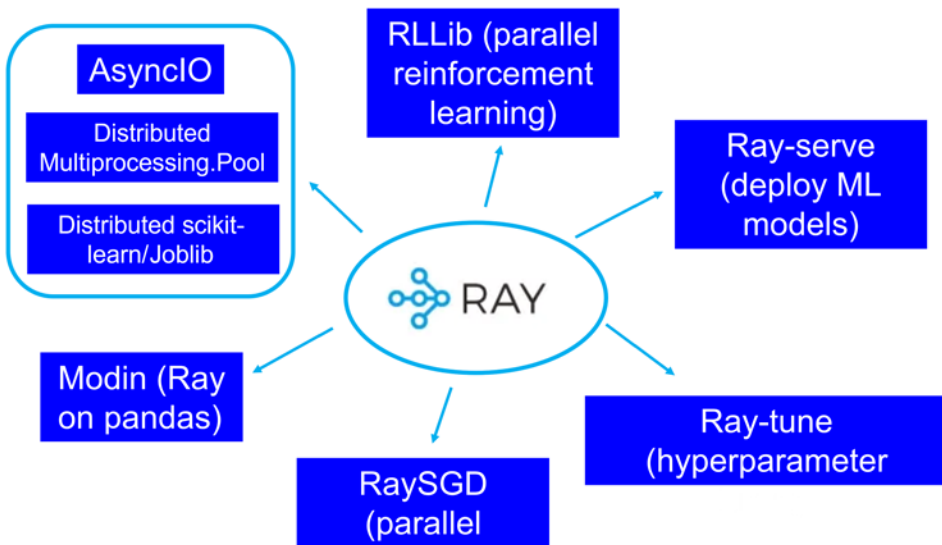 AsyncIO
Distributed
Multiprocessing.Pool
Distributed scikit-
learn/Joblib
RLLib (parallel
reinforcement
learning)
Ray-serve
(deploy ML
models)
RAY
Modin (Ray
on pandas)
RaySGD
(parallel
Ray-tune
(hyperparameter